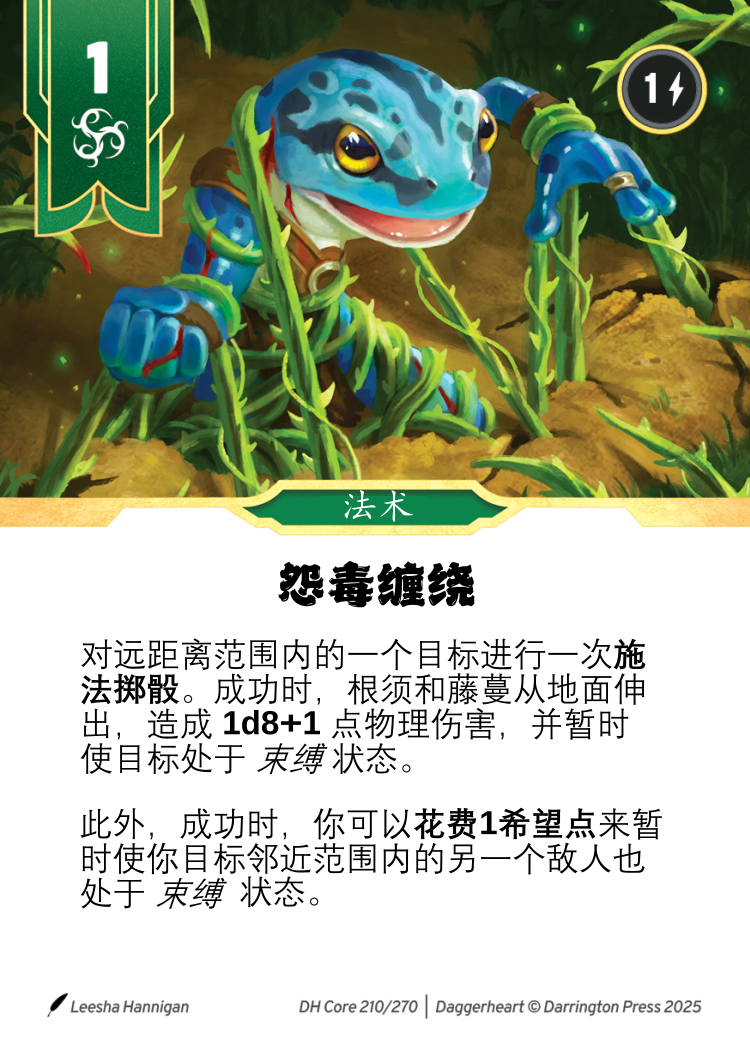 1
1
法术
怨毒缠绕
对远距离范围内的一个目标进行一次施
法掷骰。成功时，根须和藤蔓从地面伸
出，造成 1d8+1 点物理伤害，并暂时
使目标处于 束缚 状态。
此外，成功时，你可以花费1希望点来暂
时使你目标邻近范围内的另一个敌人也
处于 束缚 状态。
Leesha Hannigan
DH Core 210/270 | Daggerheart © Darrington Press 2025